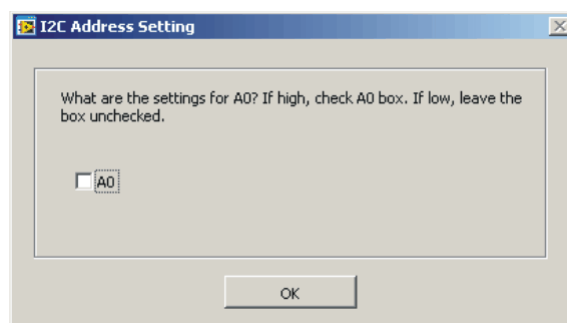 I2C Address Setting
What are the settings for A0? If high, check A0 box. If low, leave the
box unchecked.
A0
OK